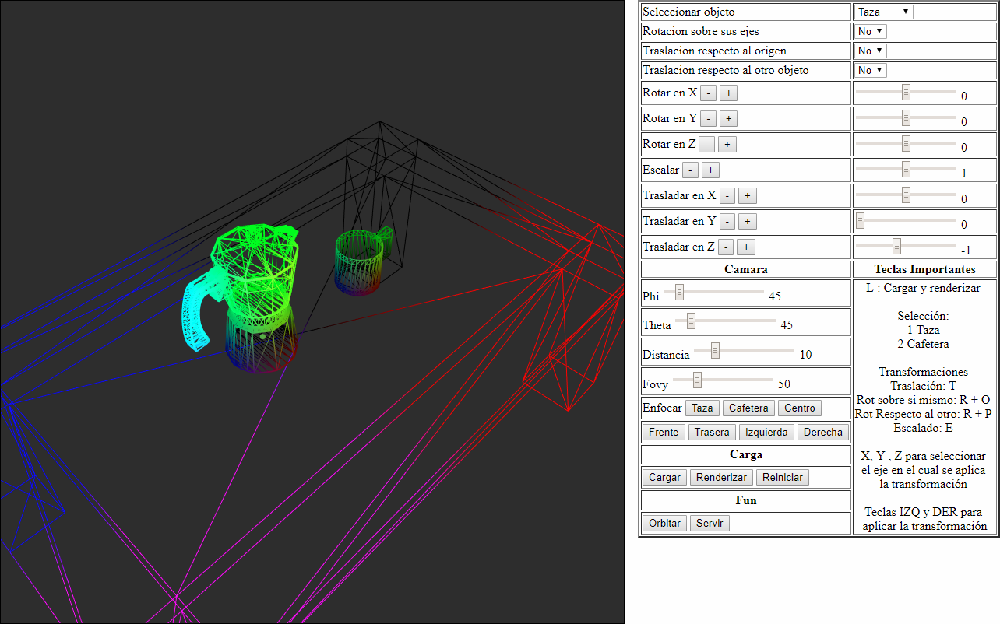 Seleccionar objeto Taza
Rotacion sobre sus ejes No
Traslacion respecto al origen No
Traslacion respecto al otro objeto No
Rotar en X - + 0
Rotar en Y - + 0
Rotar en Z - + 0
Escalar - + 1
Trasladar en X - + 0
Trasladar en Y - + 0
Trasladar en Z - + -1
Camara
Phi 45
Theta 45
Distancia 10
Fovy 50
Enfocar Taza Cafetera Centro
Frente Trasera Izquierda Derecha
Carga
Cargar Renderizar Reiniciar
Fun
Orbitar Servir
Teclas Importantes
L : Cargar y renderizar
Selección:
1 Taza
2 Cafetera
Transformaciones
Traslación: T
Rot sobre si mismo: R + O
Rot Respecto al otro: R + P
Escalado: E
X, Y , Z para seleccionar
el eje en el cual se aplica
la transformación
Teclas IZQ y DER para
aplicar la transformación